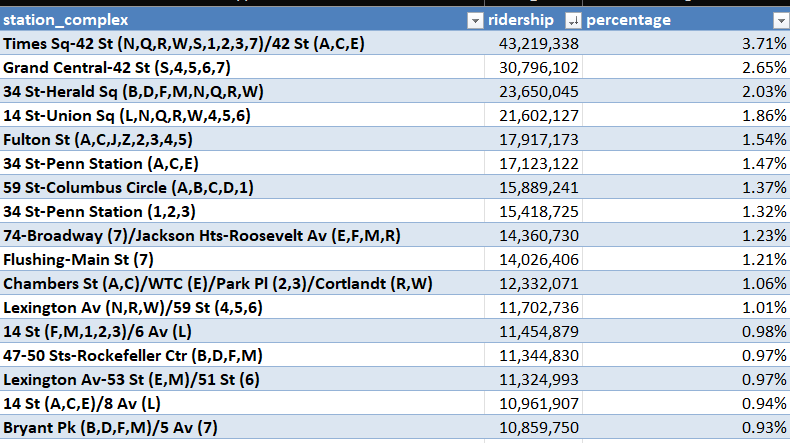 station_complex ridership percentage
Times Sq-42 St (N,Q,R,W,S,1,2,3,7)/42 St (A,C,E) 43,219,338 3.71%
Grand Central-42 St (S,4,5,6,7) 30,796,102 2.65%
34 St-Herald Sq (B,D,F,M,N,Q,R,W) 23,650,045 2.03%
14 St-Union Sq (L,N,Q,R,W,4,5,6) 21,602,127 1.86%
Fulton St (A,C,J,Z,2,3,4,5) 17,917,173 1.54%
34 St-Penn Station (A,C,E) 17,123,122 1.47%
59 St-Columbus Circle (A,B,C,D,1) 15,889,241 1.37%
34 St-Penn Station (1,2,3) 15,418,725 1.32%
74-Broadway (7)/Jackson Hts-Roosevelt Av (E,F,M,R) 14,360,730 1.23%
Flushing-Main St (7) 14,026,406 1.21%
Chambers St (A,C)/WTC (E)/Park Pl (2,3)/Cortlandt (R,W) 12,332,071 1.06%
Lexington Av (N,R,W)/59 St (4,5,6) 11,702,736 1.01%
14 St (F,M,1,2,3)/6 Av (L) 11,454,879 0.98%
47-50 Sts-Rockefeller Ctr (B,D,F,M) 11,344,830 0.97%
Lexington Av-53 St (E,M)/51 St (6) 11,324,993 0.97%
14 St (A,C,E)/8 Av (L) 10,961,907 0.94%
Bryant Pk (B,D,F,M)/5 Av (7) 10,859,750 0.93%